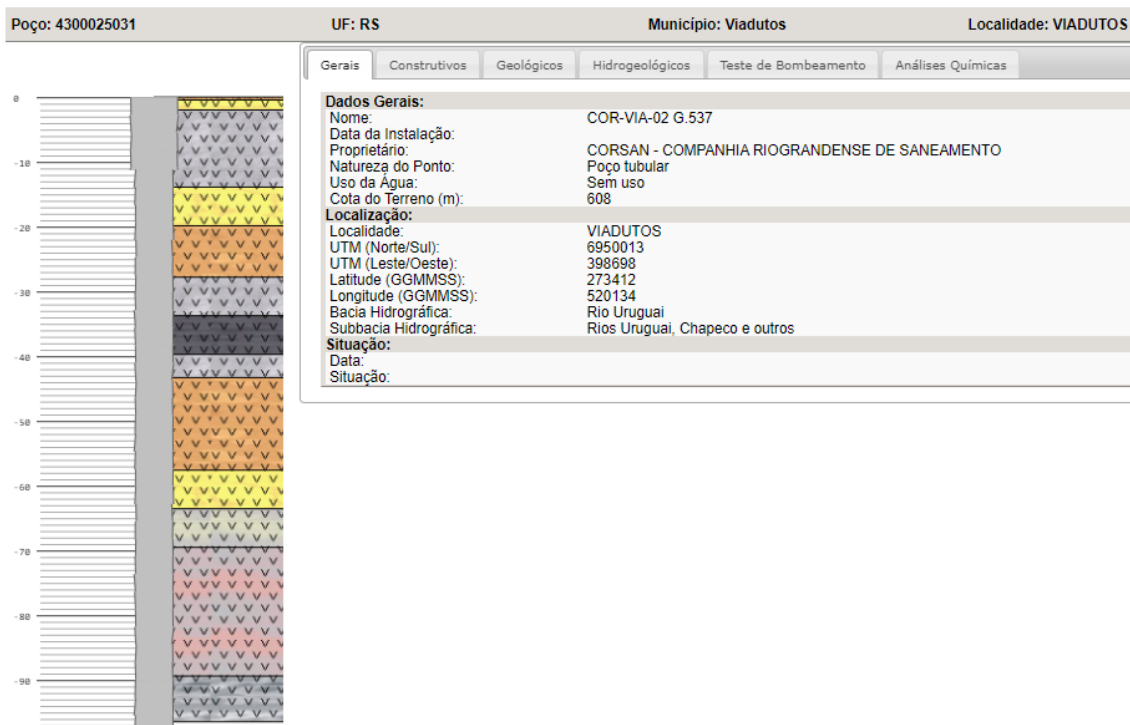 Poço: 4300025031 UF: RS Município: Viadutos Localidade: VIADUTOS
Gerais Construtivos Geológicos Hidrogeológicos Teste de Bombeamento Análises Químicas
Dados Gerais:
Nome: COR-VIA-02 G.537
Data da Instalação:
Proprietário: CORSAN - COMPANHIA RIOGRANDENSE DE SANEAMENTO
Natureza do Ponto: Poço tubular
Uso da Água: Sem uso
Cota do Terreno (m): 608
Localização:
Localidade: VIADUTOS
UTM (Norte/Sul): 6950013
UTM (Leste/Oeste): 398698
Latitude (GGMMSS): 273412
Longitude (GGMMSS): 520134
Bacia Hidrográfica: Rio Uruguai
Subbacia Hidrográfica: Rios Uruguai, Chapeco e outros
Situação:
Data:
Situação:
0
-10
-20
-30
-40
-50
-60
-70
-80
-90